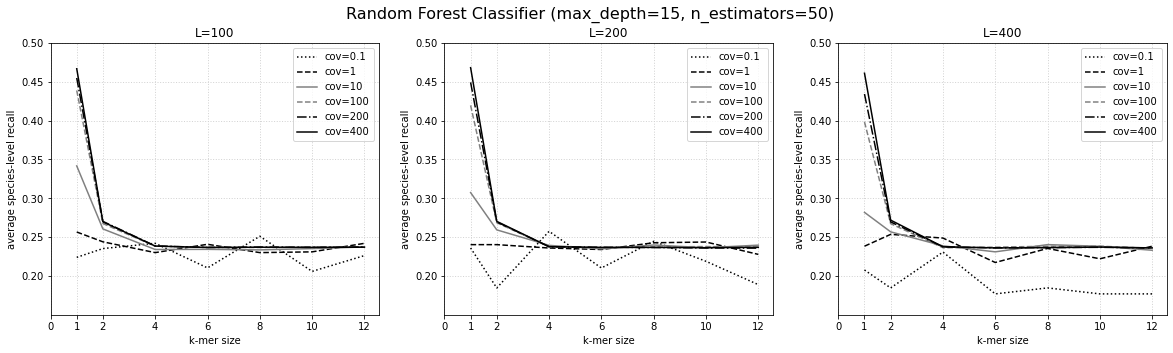 Random Forest Classifier (max_depth=15, n_estimators=50)
L=100
average species-level recall
0.50
0.45
0.40
0.35
0.30
0.25
0.20
cov=0.1
cov=1
cov=10
cov=100
cov=200
cov=400
0 1 2 4 6 8 10 12
k-mer size
L=200
average species-level recall
0.50
0.45
0.40
0.35
0.30
0.25
0.20
cov=0.1
cov=1
cov=10
cov=100
cov=200
cov=400
0 1 2 4 6 8 10 12
k-mer size
L=400
average species-level recall
0.50
0.45
0.40
0.35
0.30
0.25
0.20
cov=0.1
cov=1
cov=10
cov=100
cov=200
cov=400
0 1 2 4 6 8 10 12
k-mer size